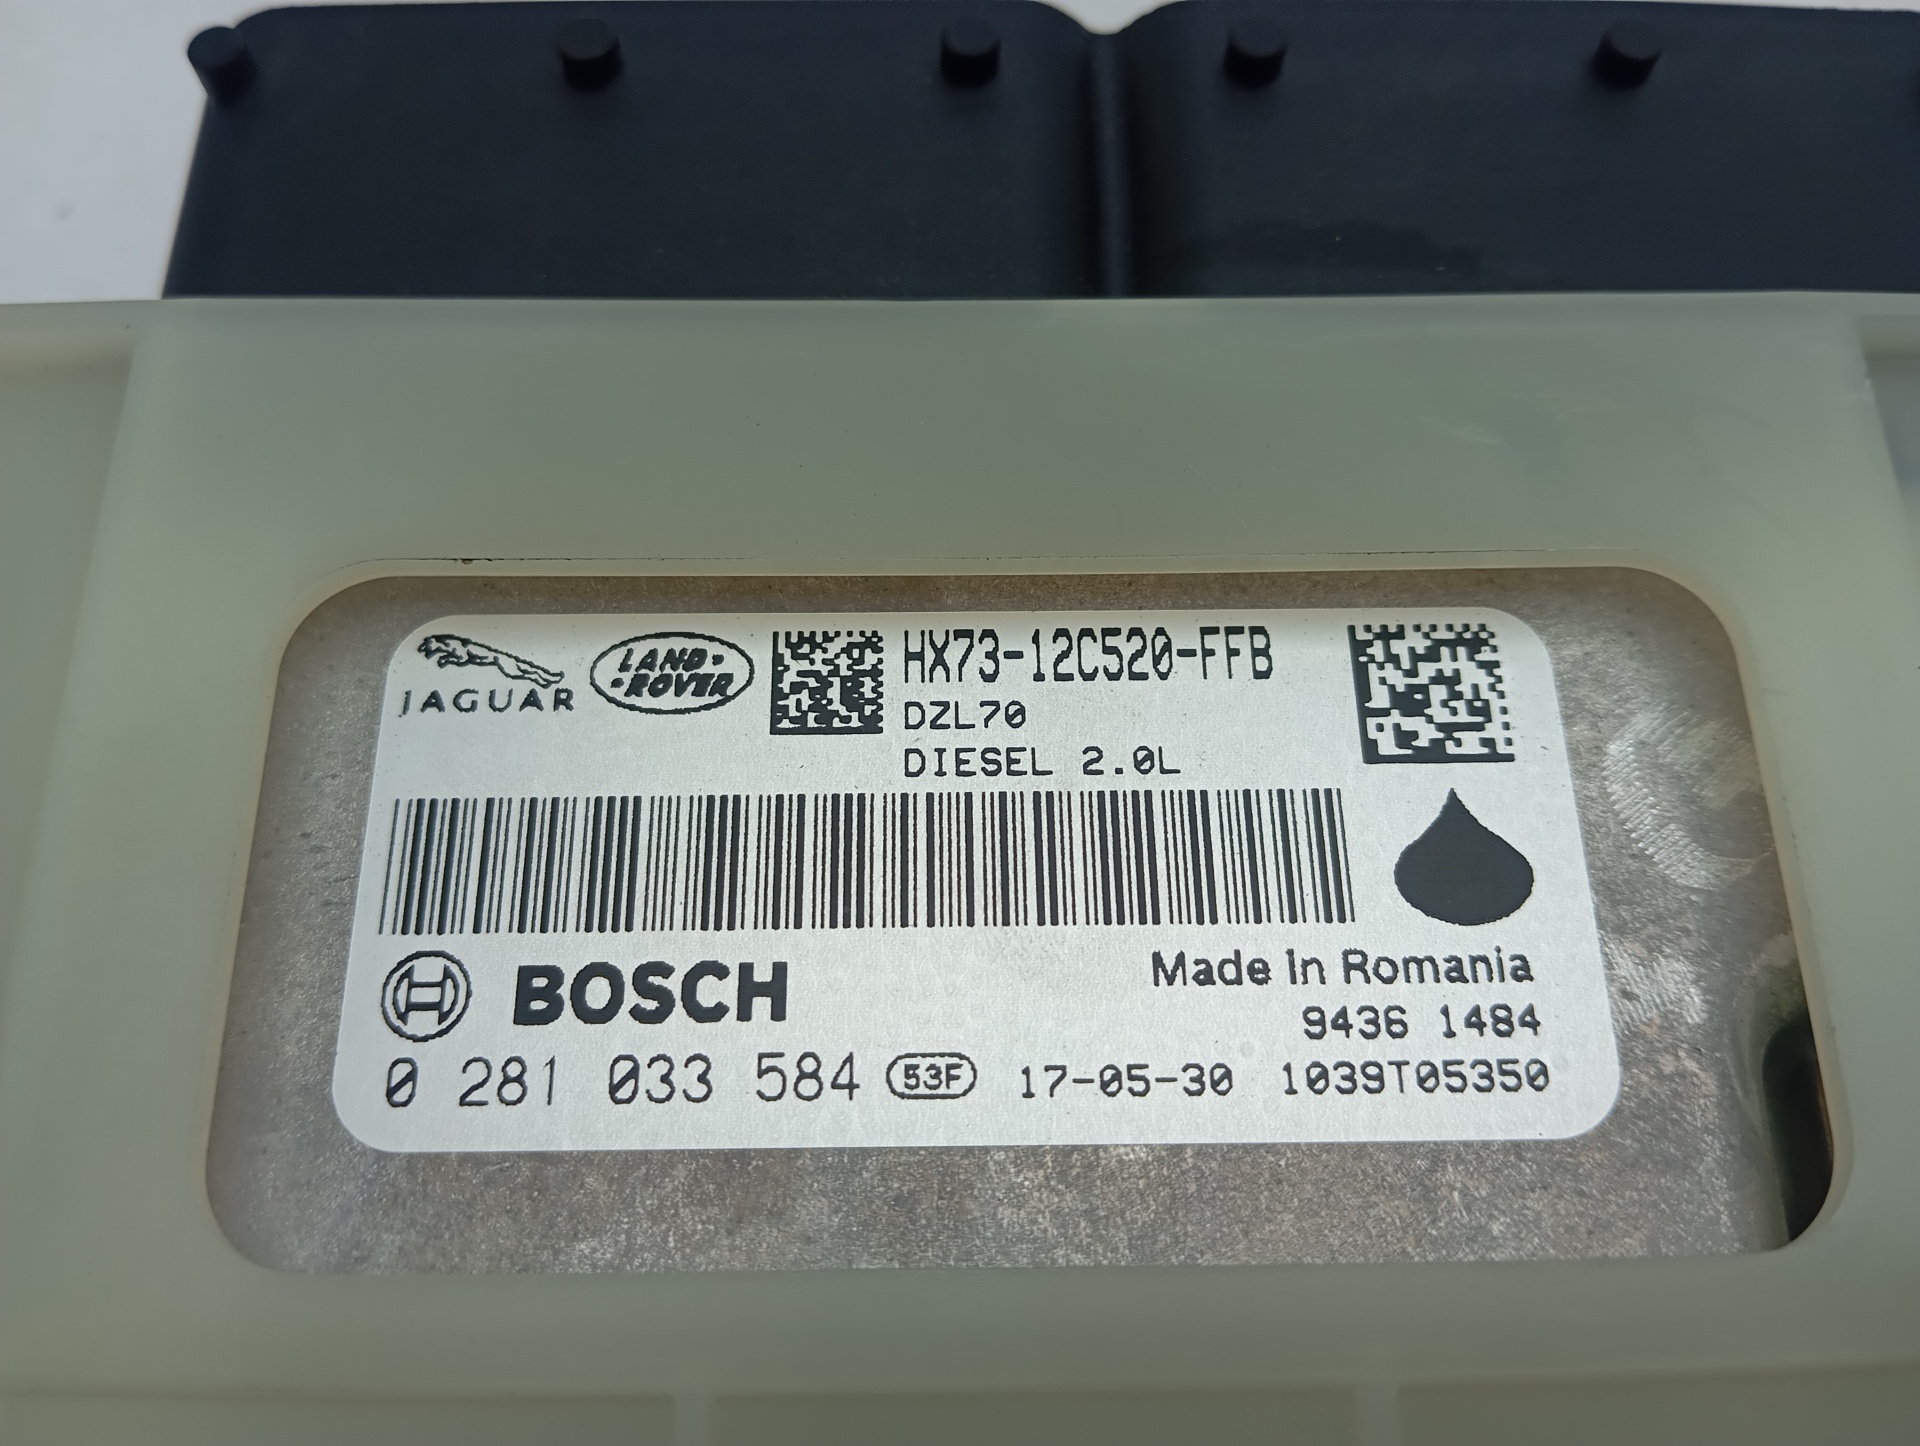 JAGUAR
LAND-
-ROVER
HX73-12C520-FFB
DZL70
DIESEL 2.0L
BOSCH
Made in Romania
9436 1484
0 281 033 584 53F 17-05-30 1039T05350